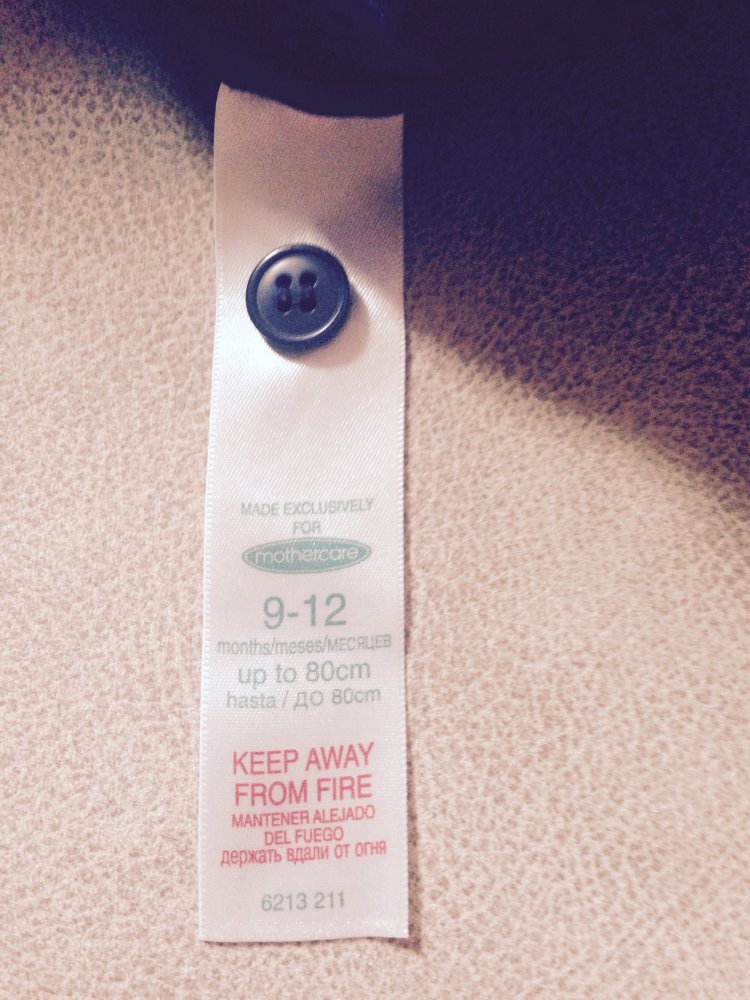 MADE EXCLUSIVELY
FOR
mothercare
9-12
months/meses/МЕСЯЦЕВ
up to 80cm
hasta / ДО 80cm
KEEP AWAY
FROM FIRE
MANTENER ALEJADO
DEL FUEGO
держать вдали от огня
6213 211